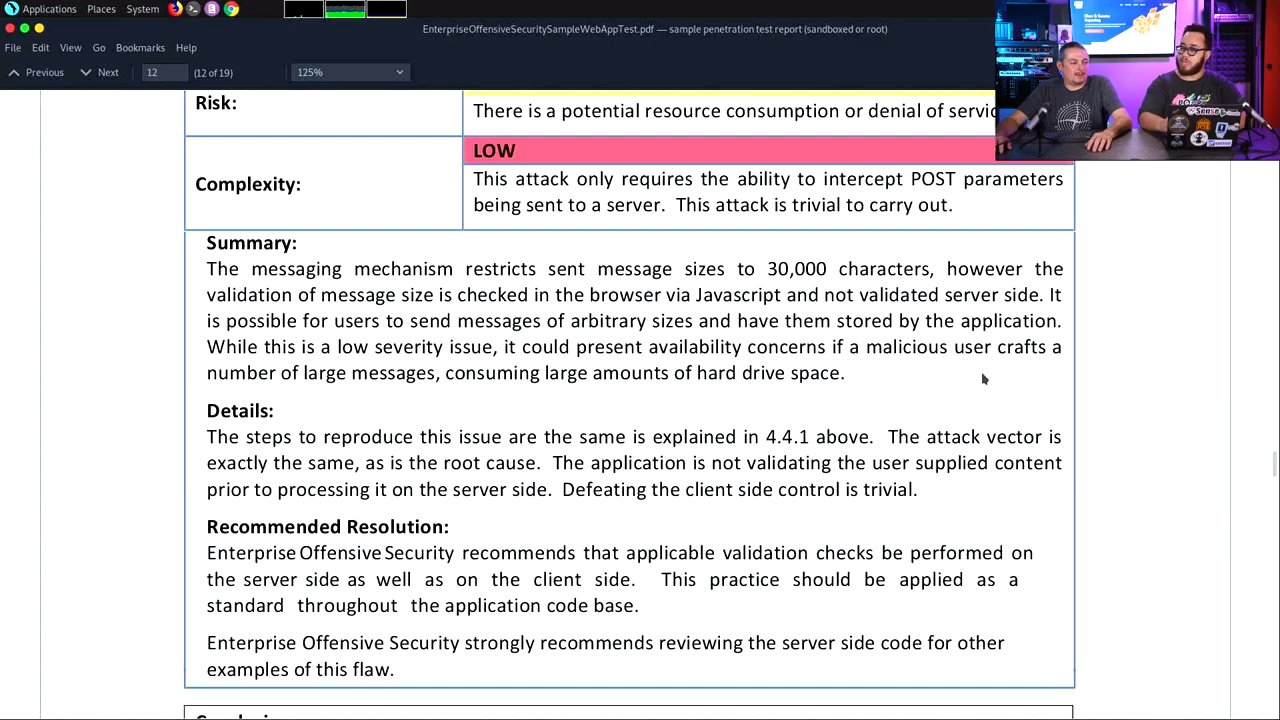 Applications Places System
EnterpriseOffensiveSecuritySampleWebAppTest.pdf — sample penetration test report (sandboxed or root)
File Edit View Go Bookmarks Help
Previous Next 12 (12 of 19) 125%
Risk:
There is a potential resource consumption or denial of servic
LOW
Complexity:
This attack only requires the ability to intercept POST parameters
being sent to a server. This attack is trivial to carry out.
Summary:
The messaging mechanism restricts sent message sizes to 30,000 characters, however the
validation of message size is checked in the browser via Javascript and not validated server side. It
is possible for users to send messages of arbitrary sizes and have them stored by the application.
While this is a low severity issue, it could present availability concerns if a malicious user crafts a
number of large messages, consuming large amounts of hard drive space.
Details:
The steps to reproduce this issue are the same is explained in 4.4.1 above. The attack vector is
exactly the same, as is the root cause. The application is not validating the user supplied content
prior to processing it on the server side. Defeating the client side control is trivial.
Recommended Resolution:
Enterprise Offensive Security recommends that applicable validation checks be performed on
the server side as well as on the client side. This practice should be applied as a
standard throughout the application code base.
Enterprise Offensive Security strongly recommends reviewing the server side code for other
examples of this flaw.